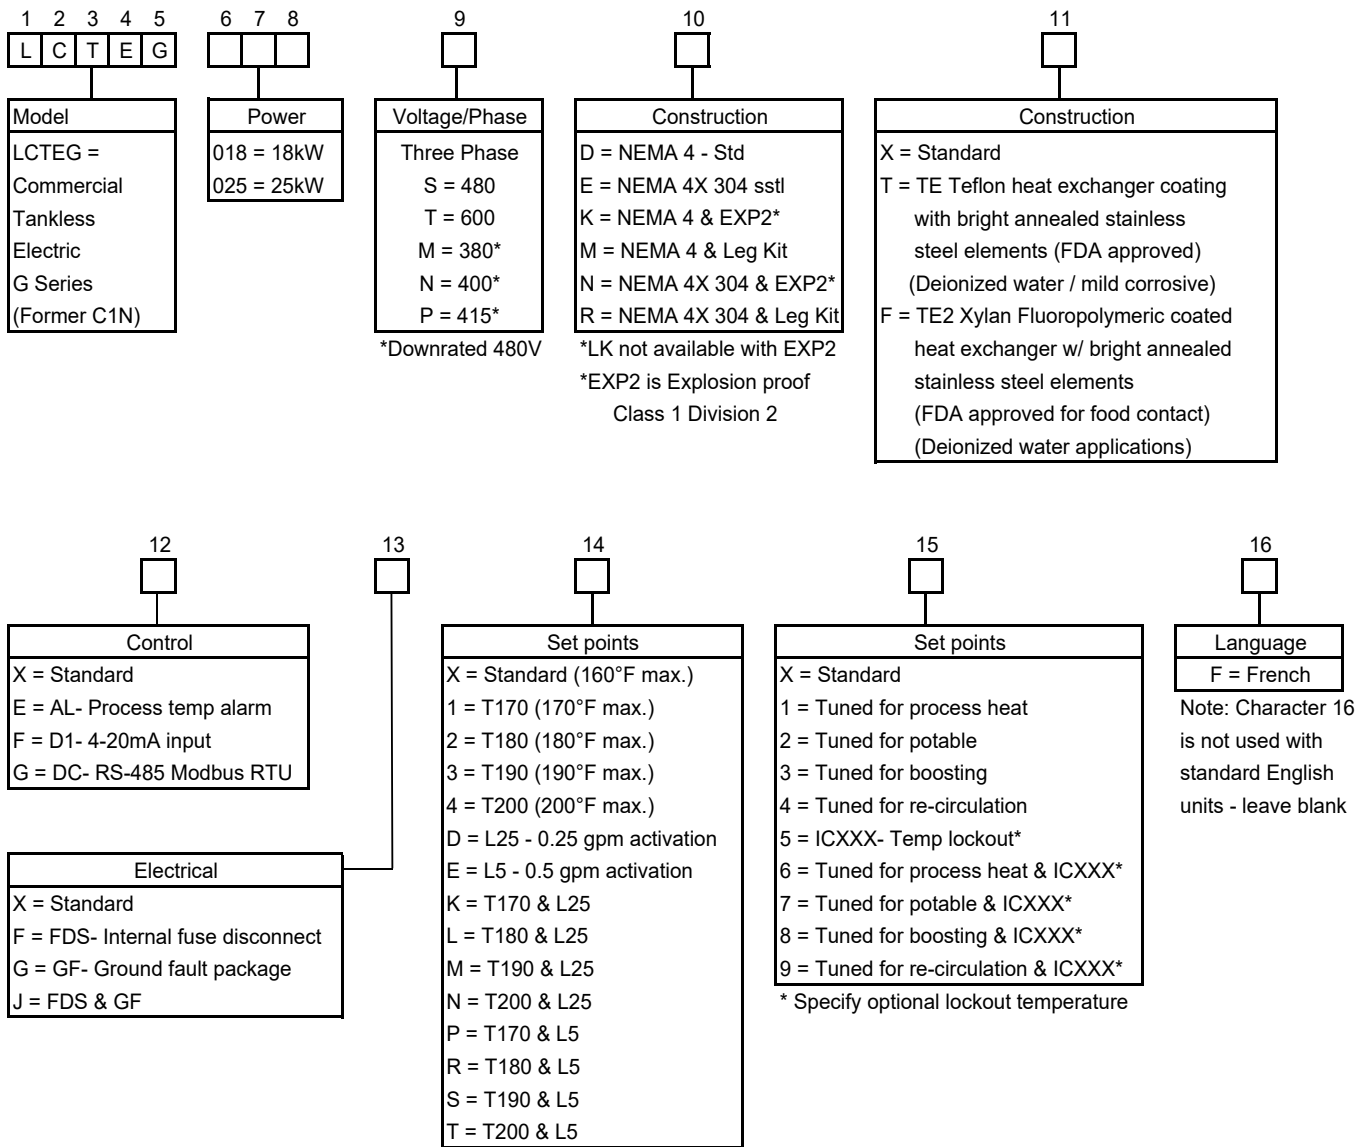 1 2 3 4 5 6 7 8 9 10 11
L C T E G
Model
LCTEG =
Commercial
Tankless
Electric
G Series
(Former C1N)
Power
018 = 18kW
025 = 25kW
Voltage/Phase
Three Phase
S = 480
T = 600
M = 380*
N = 400*
P = 415*
*Downrated 480V
Construction
D = NEMA 4 - Std
E = NEMA 4X 304 sstl
K = NEMA 4 & EXP2*
M = NEMA 4 & Leg Kit
N = NEMA 4X 304 & EXP2*
R = NEMA 4X 304 & Leg Kit
*LK not available with EXP2
*EXP2 is Explosion proof
Class 1 Division 2
Construction
X = Standard
T = TE Teflon heat exchanger coating
with bright annealed stainless
steel elements (FDA approved)
(Deionized water / mild corrosive)
F = TE2 Xylan Fluoropolymeric coated
heat exchanger w/ bright annealed
stainless steel elements
(FDA approved for food contact)
(Deionized water applications)
12 13 14 15 16
Control
X = Standard
E = AL- Process temp alarm
F = D1- 4-20mA input
G = DC- RS-485 Modbus RTU
Electrical
X = Standard
F = FDS- Internal fuse disconnect
G = GF- Ground fault package
J = FDS & GF
Set points
X = Standard (160°F max.)
1 = T170 (170°F max.)
2 = T180 (180°F max.)
3 = T190 (190°F max.)
4 = T200 (200°F max.)
D = L25 - 0.25 gpm activation
E = L5 - 0.5 gpm activation
K = T170 & L25
L = T180 & L25
M = T190 & L25
N = T200 & L25
P = T170 & L5
R = T180 & L5
S = T190 & L5
T = T200 & L5
Set points
X = Standard
1 = Tuned for process heat
2 = Tuned for potable
3 = Tuned for boosting
4 = Tuned for re-circulation
5 = ICXXX- Temp lockout*
6 = Tuned for process heat & ICXXX*
7 = Tuned for potable & ICXXX*
8 = Tuned for boosting & ICXXX*
9 = Tuned for re-circulation & ICXXX*
* Specify optional lockout temperature
Language
F = French
Note: Character 16
is not used with
standard English
units - leave blank